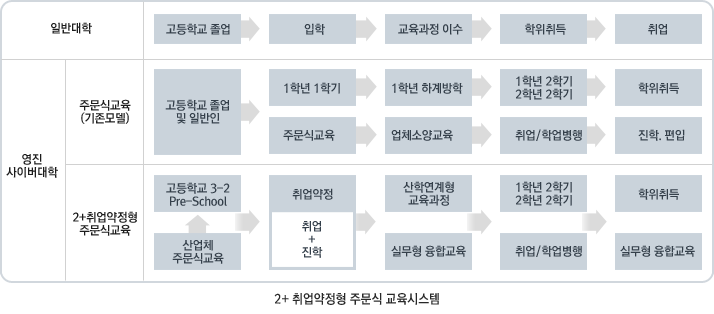 일반대학
고등학교 졸업
입학
교육과정 이수
학위취득
취업
영진
사이버대학
주문식교육
(기존모델)
고등학교 졸업
및 일반인
1학년 1학기
1학년 하계방학
1학년 2학기
2학년 2학기
학위취득
주문식교육
업체소양교육
취업/학업병행
진학. 편입
2+취업약정형
주문식교육
고등학교 3-2
Pre-School
취업약정
산학연계형
교육과정
1학년 2학기
2학년 2학기
학위취득
산업체
주문식교육
취업
+
진학
실무형 융합교육
취업/학업병행
실무형 융합교육
2+ 취업약정형 주문식 교육시스템